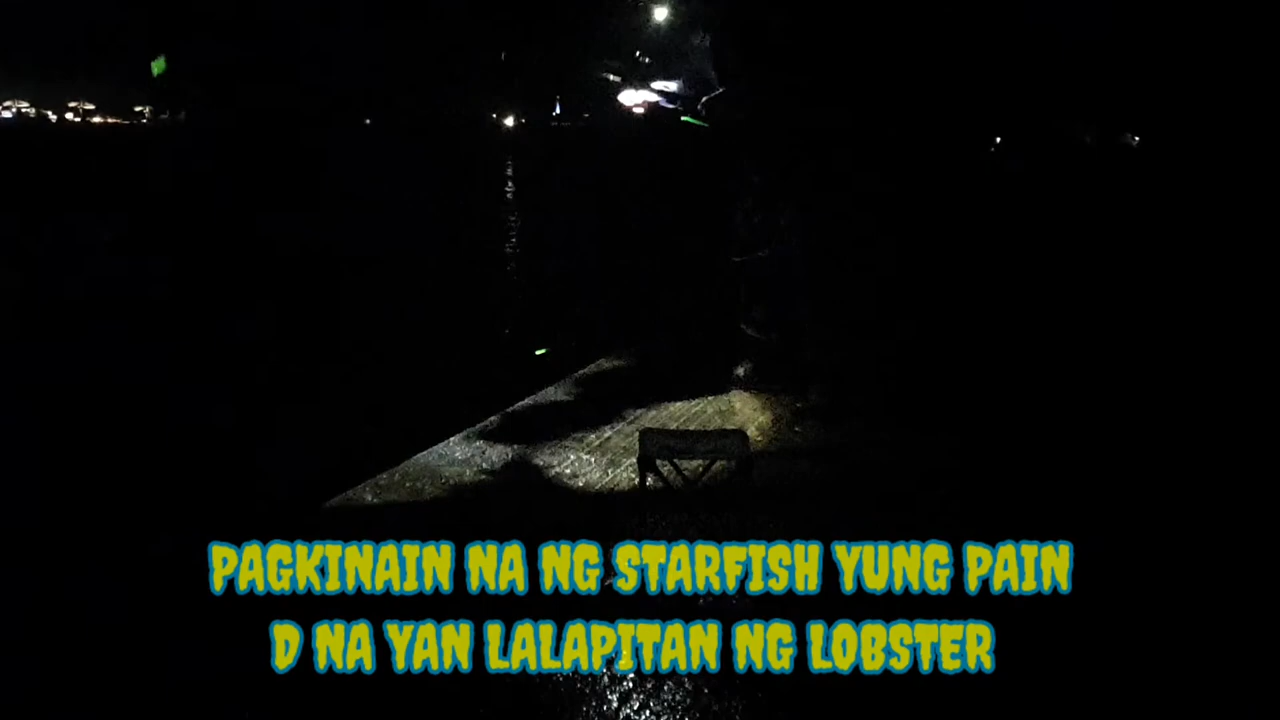 PAGKINAIN NA NG STARFISH YUNG PAIN
D NA YAN LALAPITAN NG LOBSTER